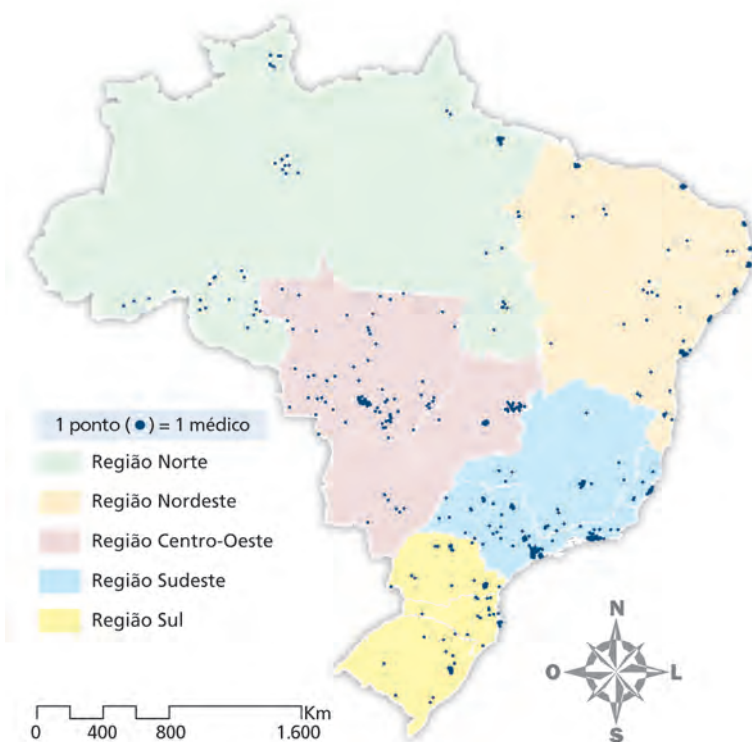 1 ponto (●) = 1 médico
Região Norte
Região Nordeste
Região Centro-Oeste
Região Sudeste
Região Sul
N
O L
S
Km
0 400 800 1.600